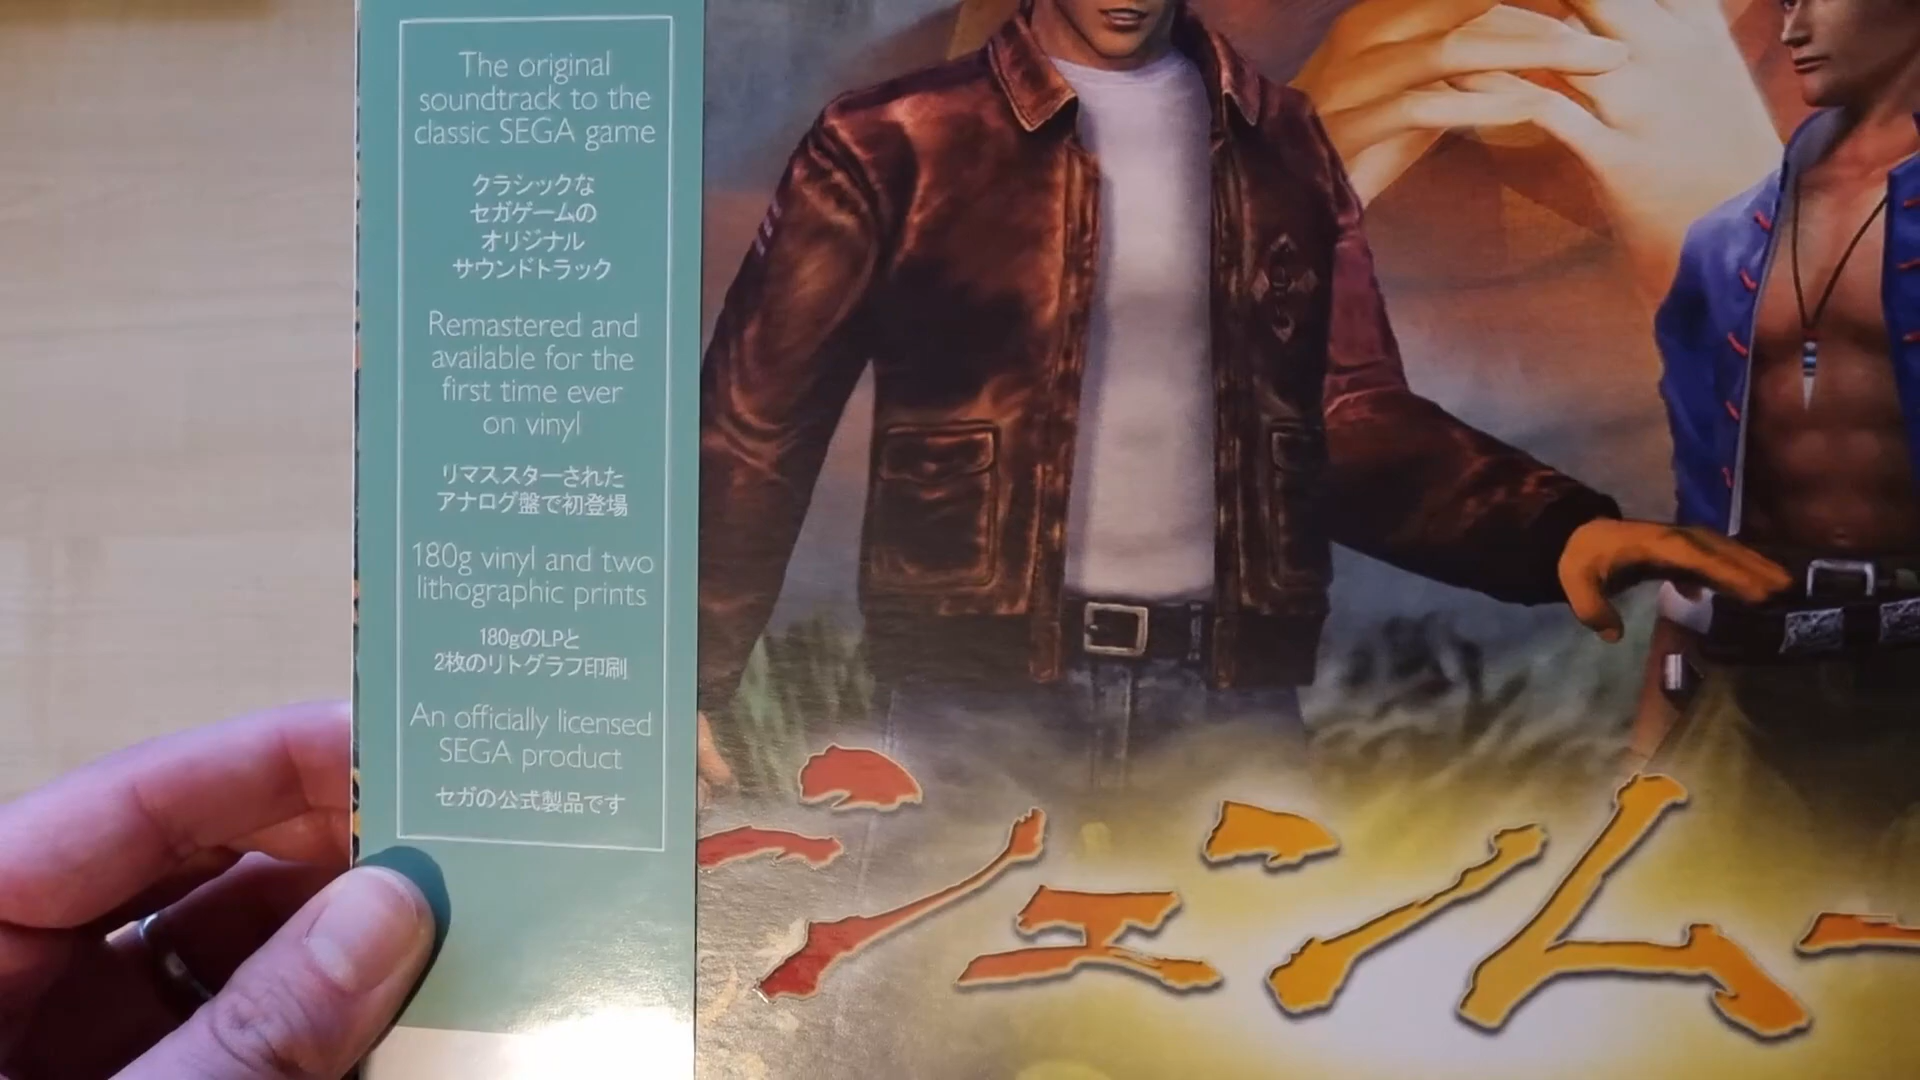 The original
soundtrack to the
classic SEGA game
クラシックな
セガゲームの
オリジナル
サウンドトラック
Remastered and
available for the
first time ever
on vinyl
リマススターされた
アナログ盤で初登場
180g vinyl and two
lithographic prints
180gのLPと
2枚のリトグラフ印刷
An officially licensed
SEGA product
セガの公式製品です
シェンムー